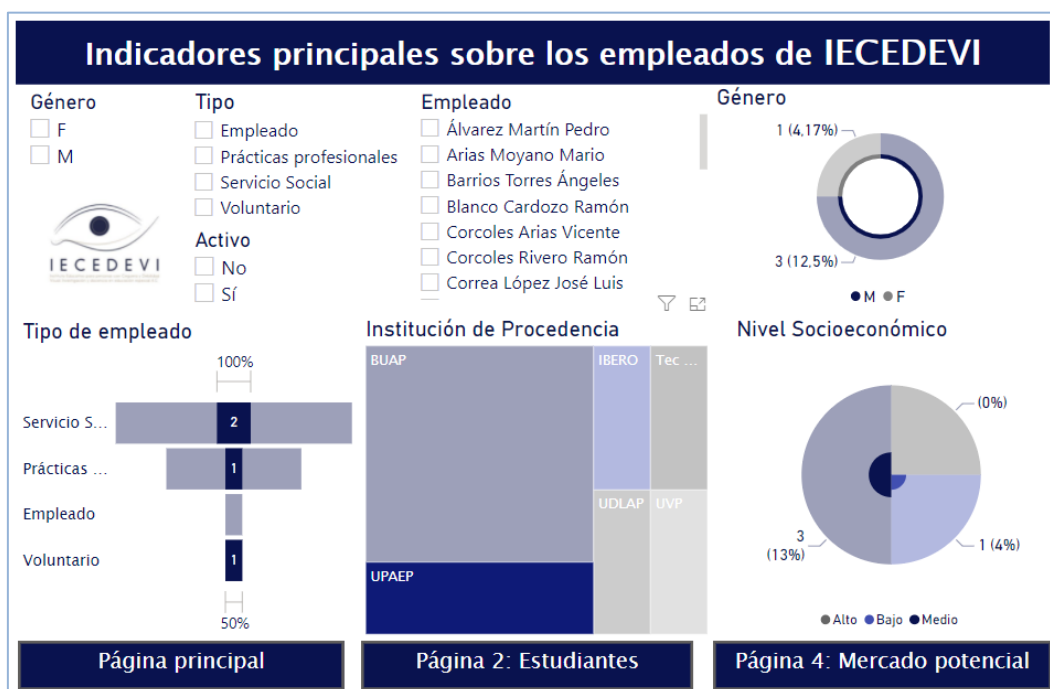 Indicadores principales sobre los empleados de IECEDEVI
Género
F
M
Tipo
Empleado
Prácticas profesionales
Servicio Social
Voluntario
Activo
No
Sí
Empleado
Álvarez Martín Pedro
Arias Moyano Mario
Barrios Torres Ángeles
Blanco Cardozo Ramón
Corcoles Arias Vicente
Corcoles Rivero Ramón
Correa López José Luis
Género
1 (4,17%)
3 (12,5%)
M F
IECEDEVI
Tipo de empleado
100%
Servicio S... 2
Prácticas ... 1
Empleado
Voluntario 1
50%
Institución de Procedencia
BUAP
IBERO
Tec ...
UDLAP
UVP
UPAEP
Nivel Socioeconómico
(0%)
1 (4%)
3
(13%)
Alto Bajo Medio
Página principal
Página 2: Estudiantes
Página 4: Mercado potencial